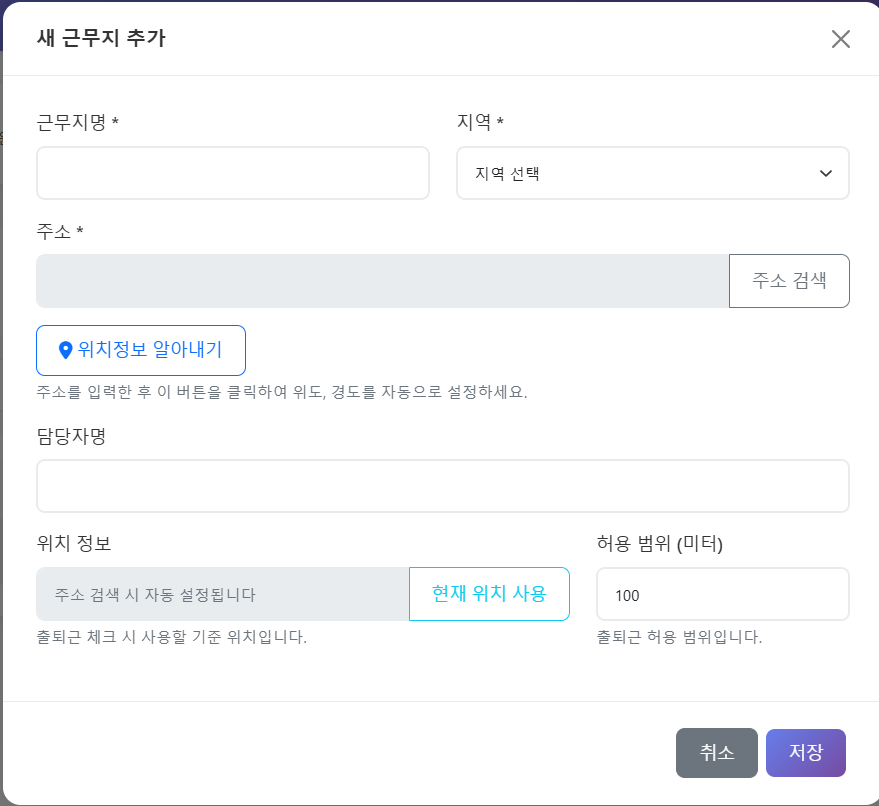 새 근무지 추가
근무지명 *
지역 *
지역 선택
주소 *
주소 검색
위치정보 알아내기
주소를 입력한 후 이 버튼을 클릭하여 위도, 경도를 자동으로 설정하세요.
담당자명
위치 정보
허용 범위 (미터)
주소 검색 시 자동 설정됩니다
현재 위치 사용
100
출퇴근 체크 시 사용할 기준 위치입니다.
출퇴근 허용 범위입니다.
취소
저장